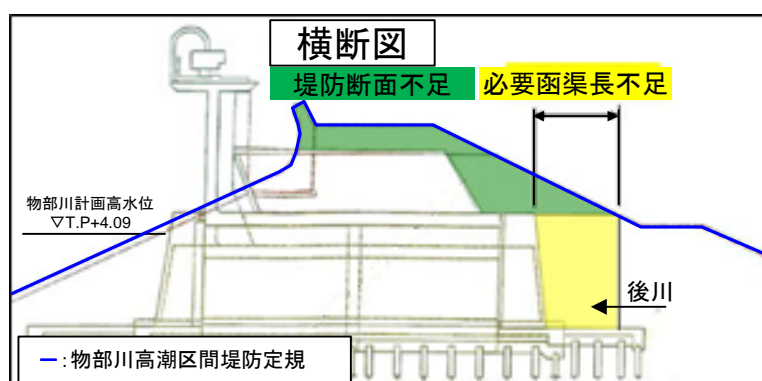 横断図
堤防断面不足
必要函渠長不足
物部川計画高水位
▽T.P+4.09
後川
ー:物部川高潮区間堤防定規